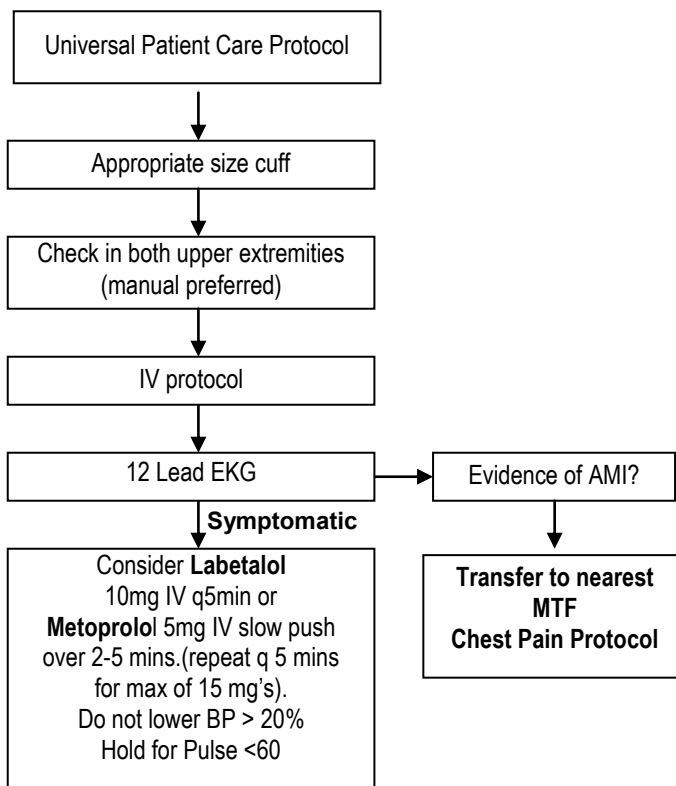 Universal Patient Care Protocol
Appropriate size cuff
Check in both upper extremities
(manual preferred)
IV protocol
12 Lead EKG
Evidence of AMI?
Symptomatic
Consider Labetalol
10mg IV q5min or
Metoprolol 5mg IV slow push
over 2-5 mins.(repeat q 5 mins
for max of 15 mg's).
Do not lower BP > 20%
Hold for Pulse <60
Transfer to nearest
MTF
Chest Pain Protocol